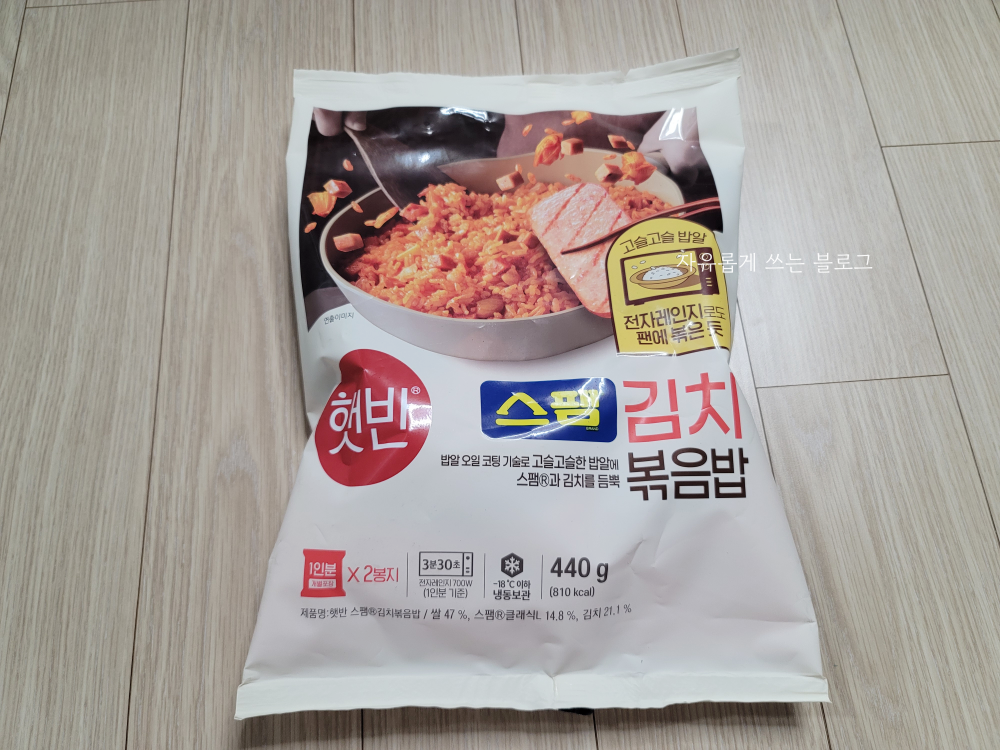 고슬고슬 밥알
자유롭게 쓰는 블로그
전자레인지로도
팬에 볶은 듯
연출이미지
햇반®
스팸
BRAND
김치
볶음밥
밥알 오일 코팅 기술로 고슬고슬한 밥알에
스팸®과 김치를 듬뿍
1인분
개별포장
X 2봉지
3분30초
전자레인지 700W
(1인분 기준)
-18℃ 이하
냉동보관
440 g
(810 kcal)
제품명:햇반 스팸®김치볶음밥 / 쌀 47 %, 스팸®클래식L 14.8 %, 김치 21.1 %